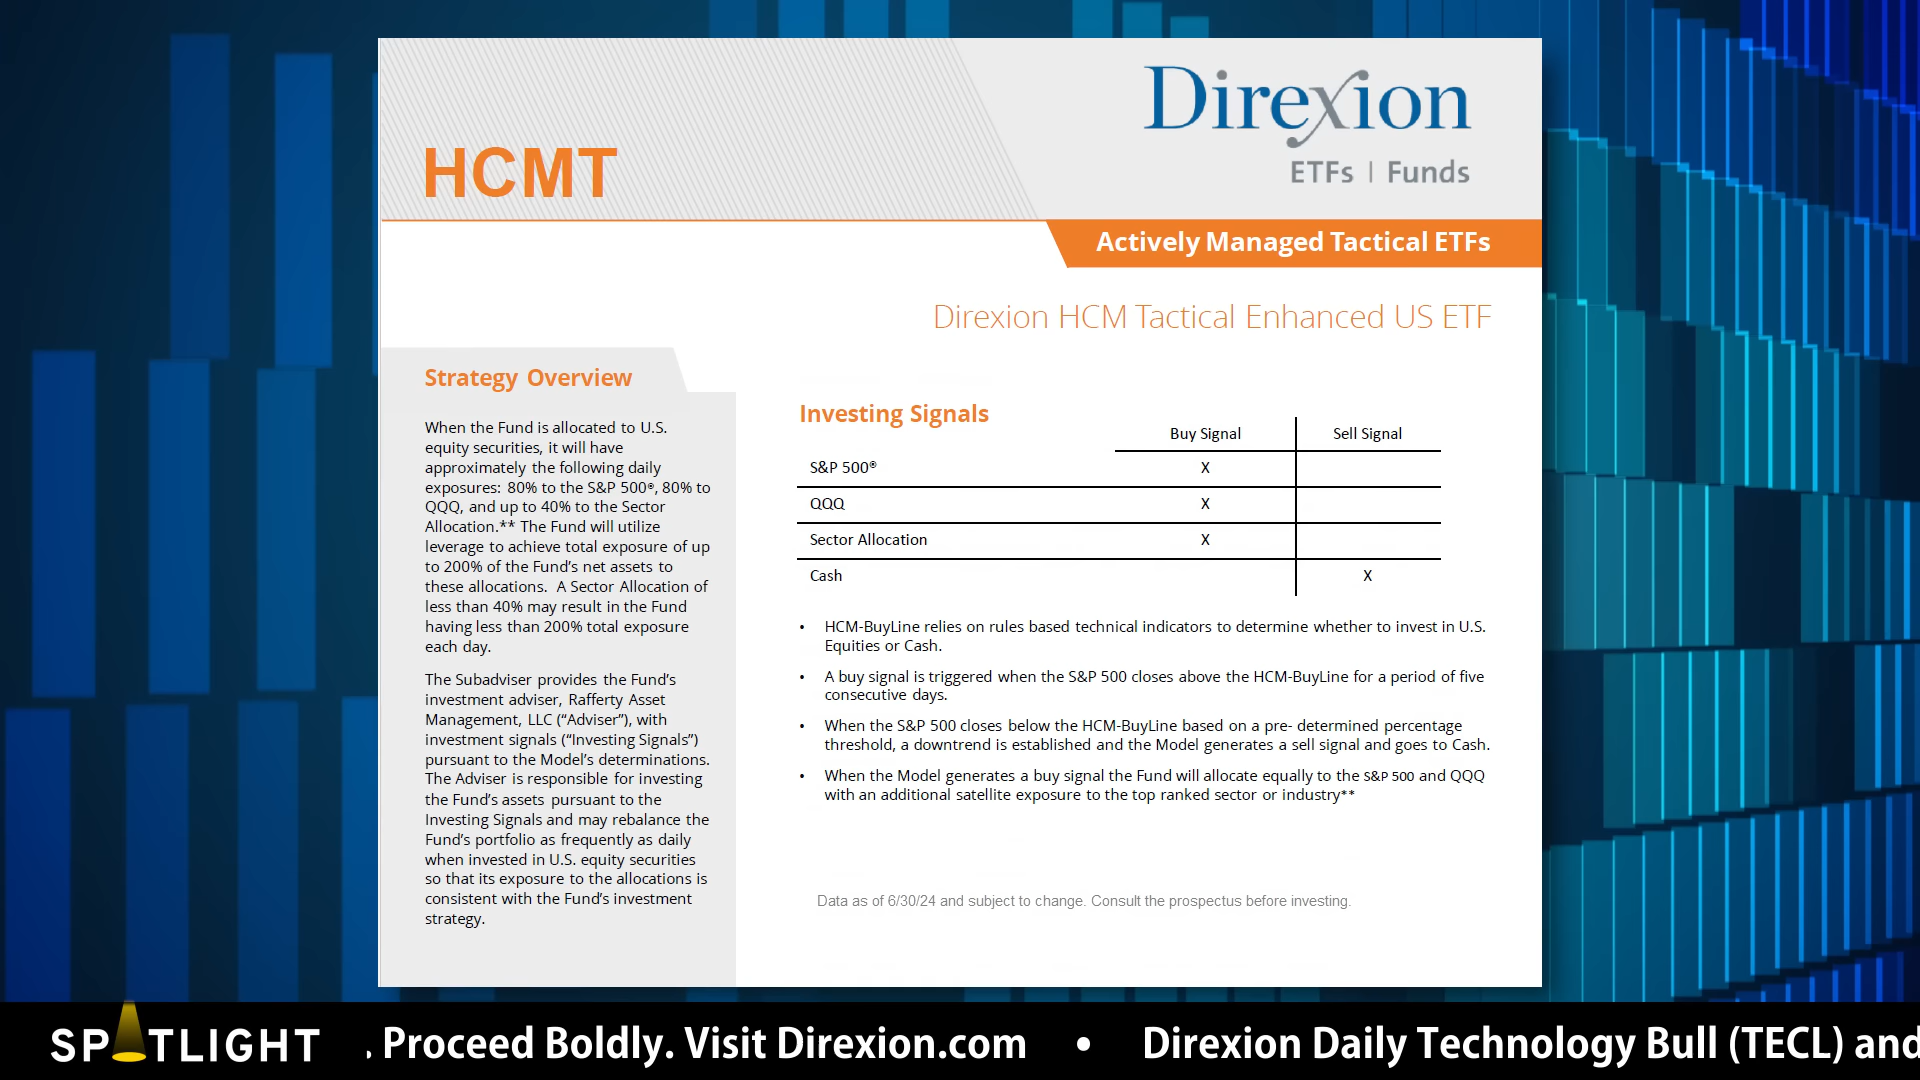 HCMT
Direxion
ETFs | Funds
Actively Managed Tactical ETFs
Direxion HCM Tactical Enhanced US ETF
Strategy Overview
When the Fund is allocated to U.S.
equity securities, it will have
approximately the following daily
exposures: 80% to the S&P 500®, 80% to
QQQ, and up to 40% to the Sector
Allocation.** The Fund will utilize
leverage to achieve total exposure of up
to 200% of the Fund's net assets to
these allocations. A Sector Allocation of
less than 40% may result in the Fund
having less than 200% total exposure
each day.
The Subadviser provides the Fund's
investment adviser, Rafferty Asset
Management, LLC (“Adviser”), with
investment signals (“Investing Signals”)
pursuant to the Model's determinations.
The Adviser is responsible for investing
the Fund's assets pursuant to the
Investing Signals and may rebalance the
Fund's portfolio as frequently as daily
when invested in U.S. equity securities
so that its exposure to the allocations is
consistent with the Fund's investment
strategy.
Investing Signals
Buy Signal Sell Signal
S&P 500® X
QQQ X
Sector Allocation X
Cash X
• HCM-BuyLine relies on rules based technical indicators to determine whether to invest in U.S.
Equities or Cash.
• A buy signal is triggered when the S&P 500 closes above the HCM-BuyLine for a period of five
consecutive days.
• When the S&P 500 closes below the HCM-BuyLine based on a pre- determined percentage
threshold, a downtrend is established and the Model generates a sell signal and goes to Cash.
• When the Model generates a buy signal the Fund will allocate equally to the S&P 500 and QQQ
with an additional satellite exposure to the top ranked sector or industry**
Data as of 6/30/24 and subject to change. Consult the prospectus before investing.
SPOTLIGHT . Proceed Boldly. Visit Direxion.com • Direxion Daily Technology Bull (TECL) and